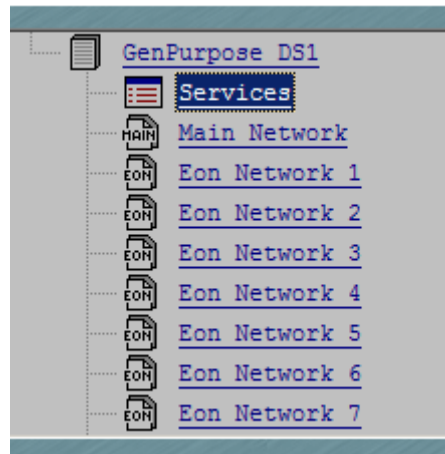 GenPurpose DS1
Services
MAIN Main Network
EON Eon Network 1
EON Eon Network 2
EON Eon Network 3
EON Eon Network 4
EON Eon Network 5
EON Eon Network 6
EON Eon Network 7